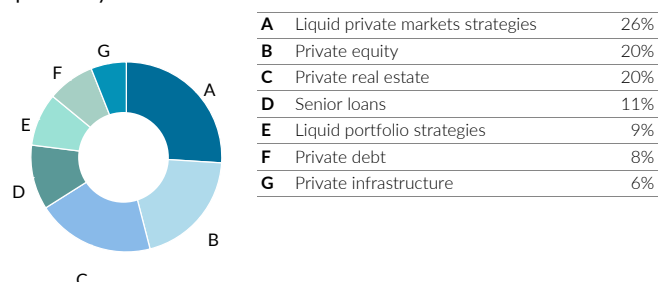 A Liquid private markets strategies 26%
B Private equity 20%
C Private real estate 20%
D Senior loans 11%
E Liquid portfolio strategies 9%
F Private debt 8%
G Private infrastructure 6%
G
F
A
E
D
B
C